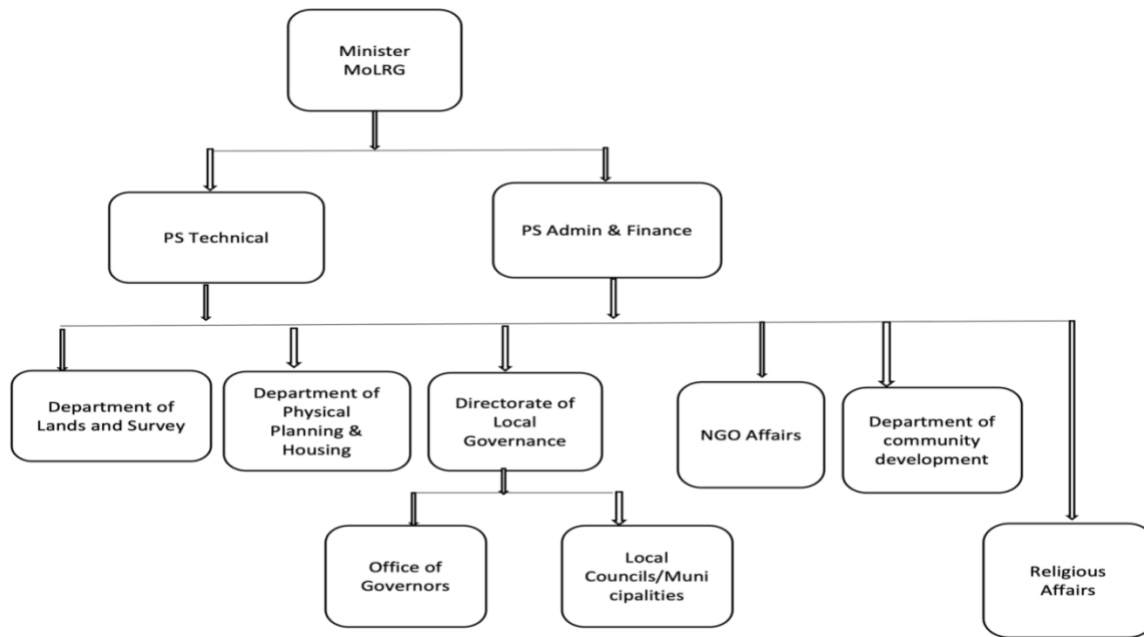 Minister
MoLRG
PS Technical
PS Admin & Finance
Department of
Lands and Survey
Department of
Physical
Planning &
Housing
Directorate of
Local
Governance
NGO Affairs
Department of
community
development
Office of
Governors
Local
Councils/Muni
cipalities
Religious
Affairs